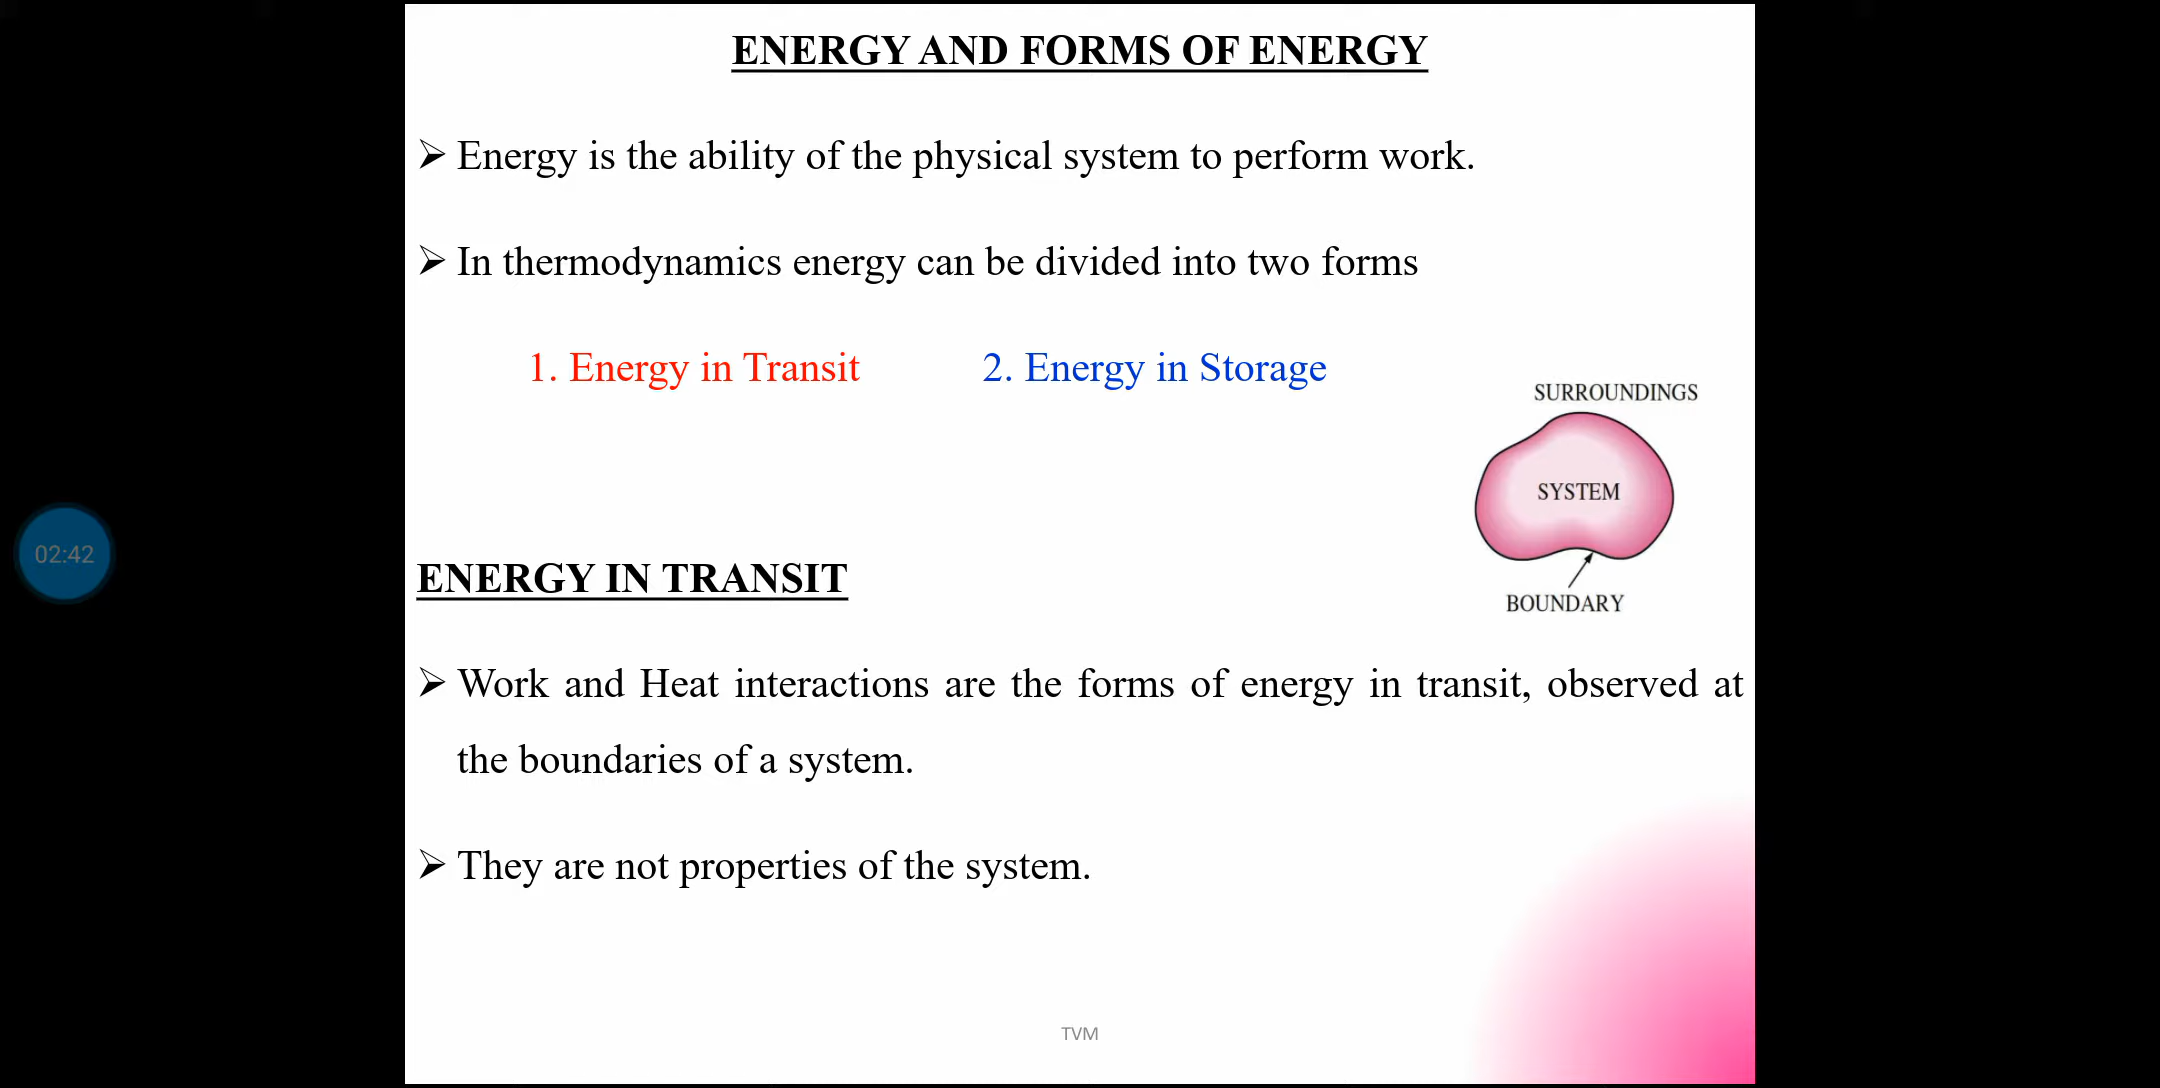 ENERGY AND FORMS OF ENERGY
➢ Energy is the ability of the physical system to perform work.
➢ In thermodynamics energy can be divided into two forms
1. Energy in Transit 2. Energy in Storage
SURROUNDINGS
SYSTEM
02:42
BOUNDARY
ENERGY IN TRANSIT
➢ Work and Heat interactions are the forms of energy in transit, observed at
the boundaries of a system.
➢ They are not properties of the system.
TVM